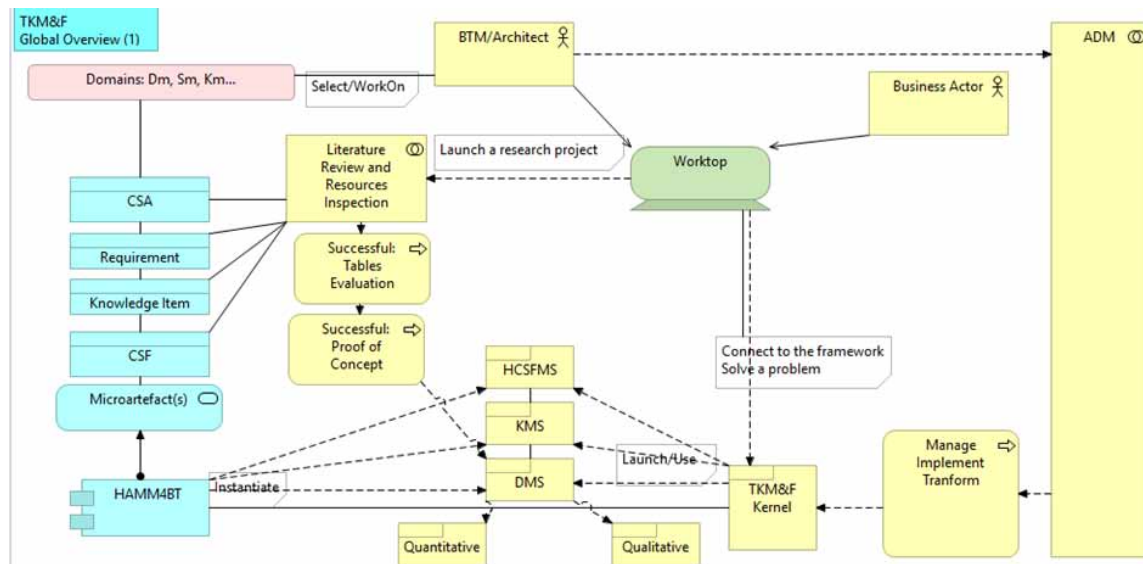 TKM&F
Global Overview (1)
BTM/Architect
ADM
Domains: Dm, Sm, Km...
Select/WorkOn
Business Actor
Literature
Review and
Resources
Inspection
Launch a research project
Worktop
CSA
Requirement
Knowledge Item
CSF
Microartefact(s)
HAMM4BT
Successful:
Tables
Evaluation
Successful:
Proof of
Concept
HCSFMS
KMS
DMS
Instantiate
Launch/Use
Connect to the framework
Solve a problem
TKM&F
Kernel
Manage
Implement
Tranform
Quantitative
Qualitative